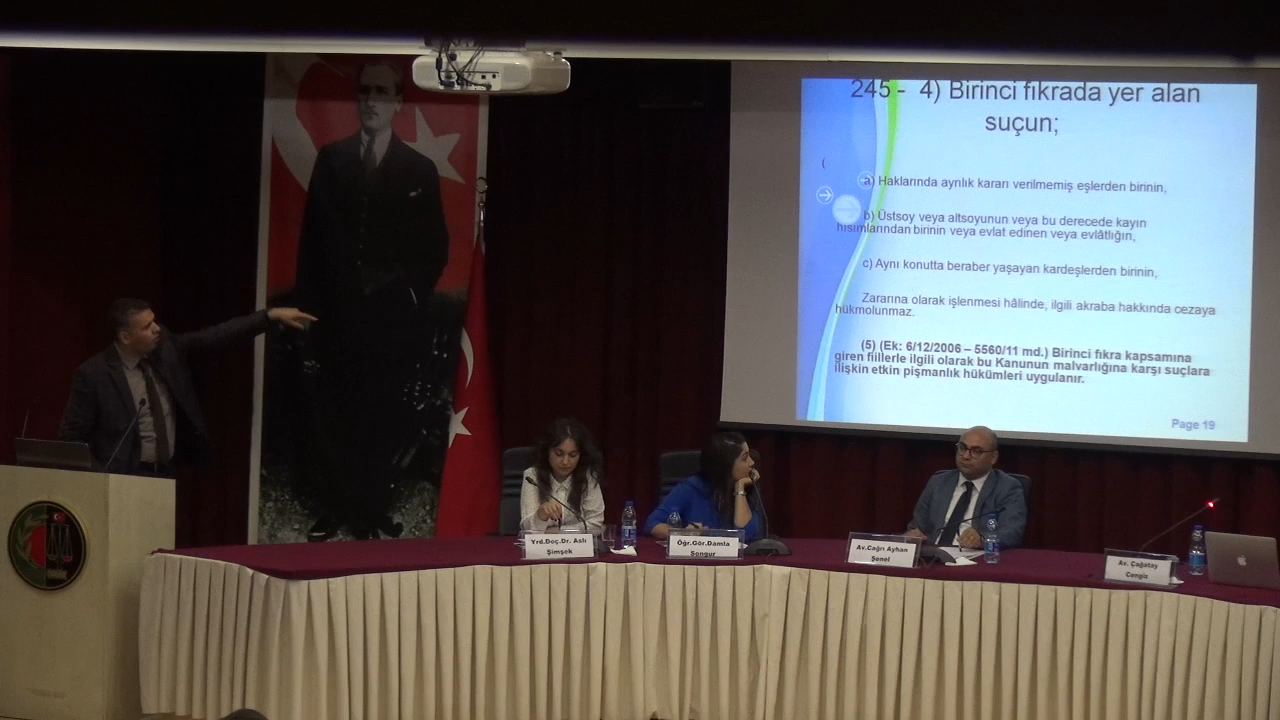 245 - 4) Birinci fıkrada yer alan
suçun;
(
a) Haklarında ayrılık kararı verilmemiş eşlerden birinin,
b) Üstsoy veya altsoyunun veya bu derecede kayın
hısımlarından birinin veya evlat edinen veya evlâtlığın,
c) Aynı konutta beraber yaşayan kardeşlerden birinin,
Zararına olarak işlenmesi hâlinde, ilgili akraba hakkında cezaya
hükmolunmaz.
(5) (Ek: 6/12/2006 – 5560/11 md.) Birinci fıkra kapsamına
giren fiillerle ilgili olarak bu Kanunun malvarlığına karşı suçlara
ilişkin etkin pişmanlık hükümleri uygulanır.
Page 19
Yrd.Doç.Dr. Aslı
Şimşek
Öğr.Gör.Damla
Songur
Av.Çağrı Ayhan
Şenel
Av. Çağatay
Cengiz